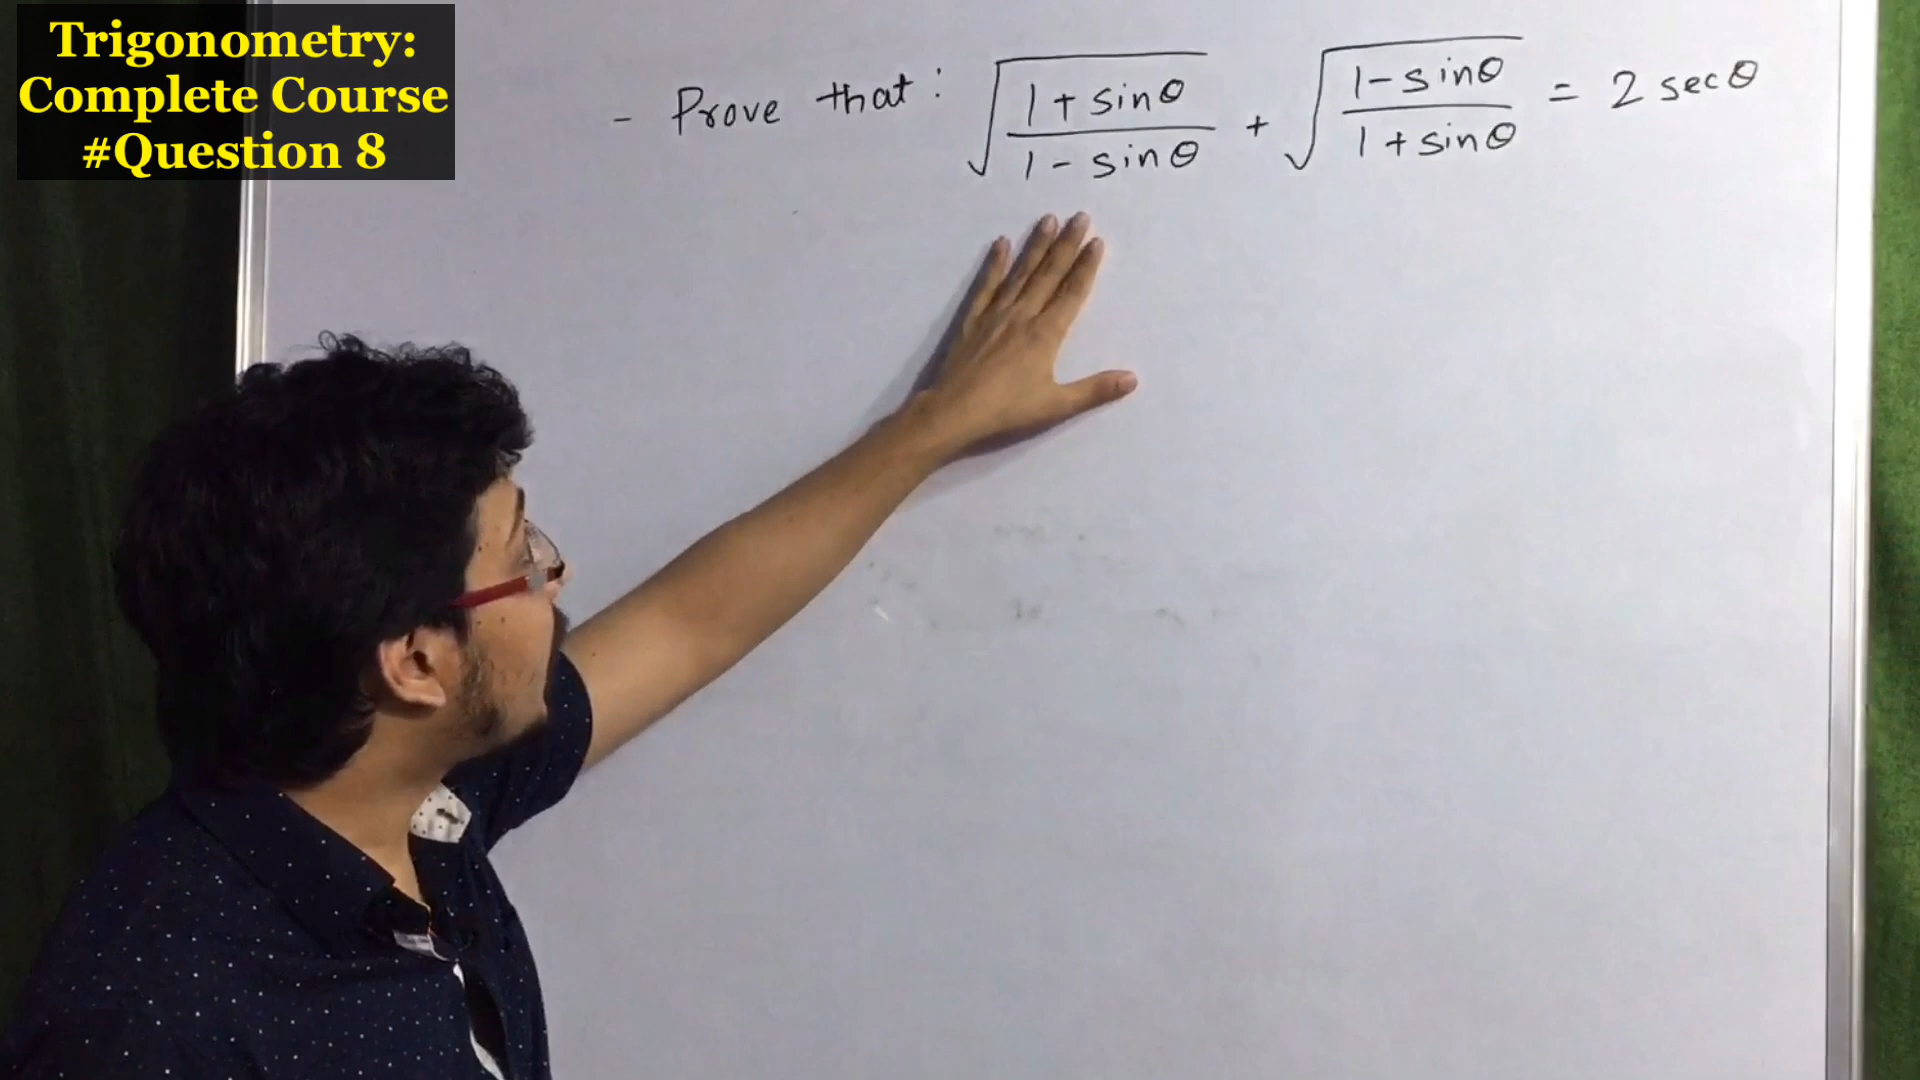 Trigonometry:
Complete Course
#Question 8
- Prove that : √((1 + sinθ)/(1 - sinθ)) + √((1 - sinθ)/(1 + sinθ)) = 2 secθ